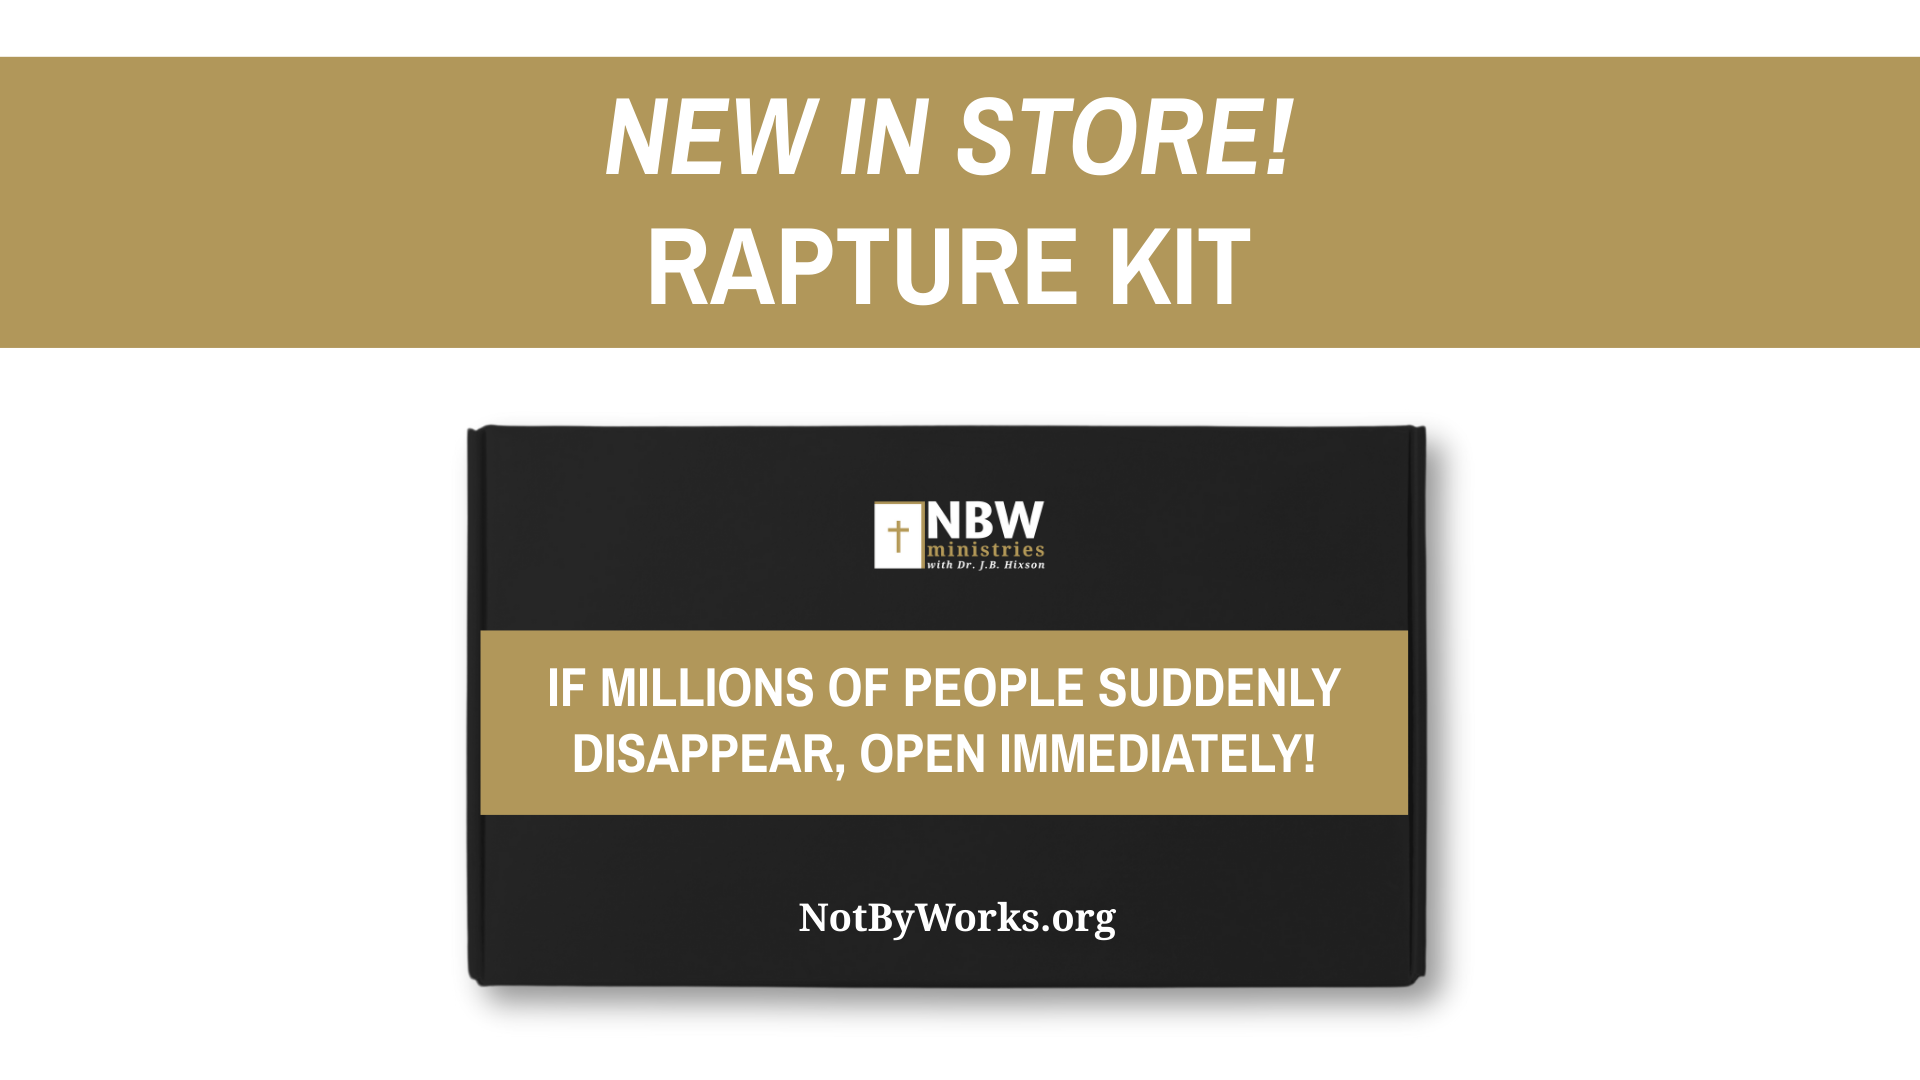 NEW IN STORE!
RAPTURE KIT
NBW
ministries
with Dr. J.B. Hixson
IF MILLIONS OF PEOPLE SUDDENLY
DISAPPEAR, OPEN IMMEDIATELY!
NotByWorks.org